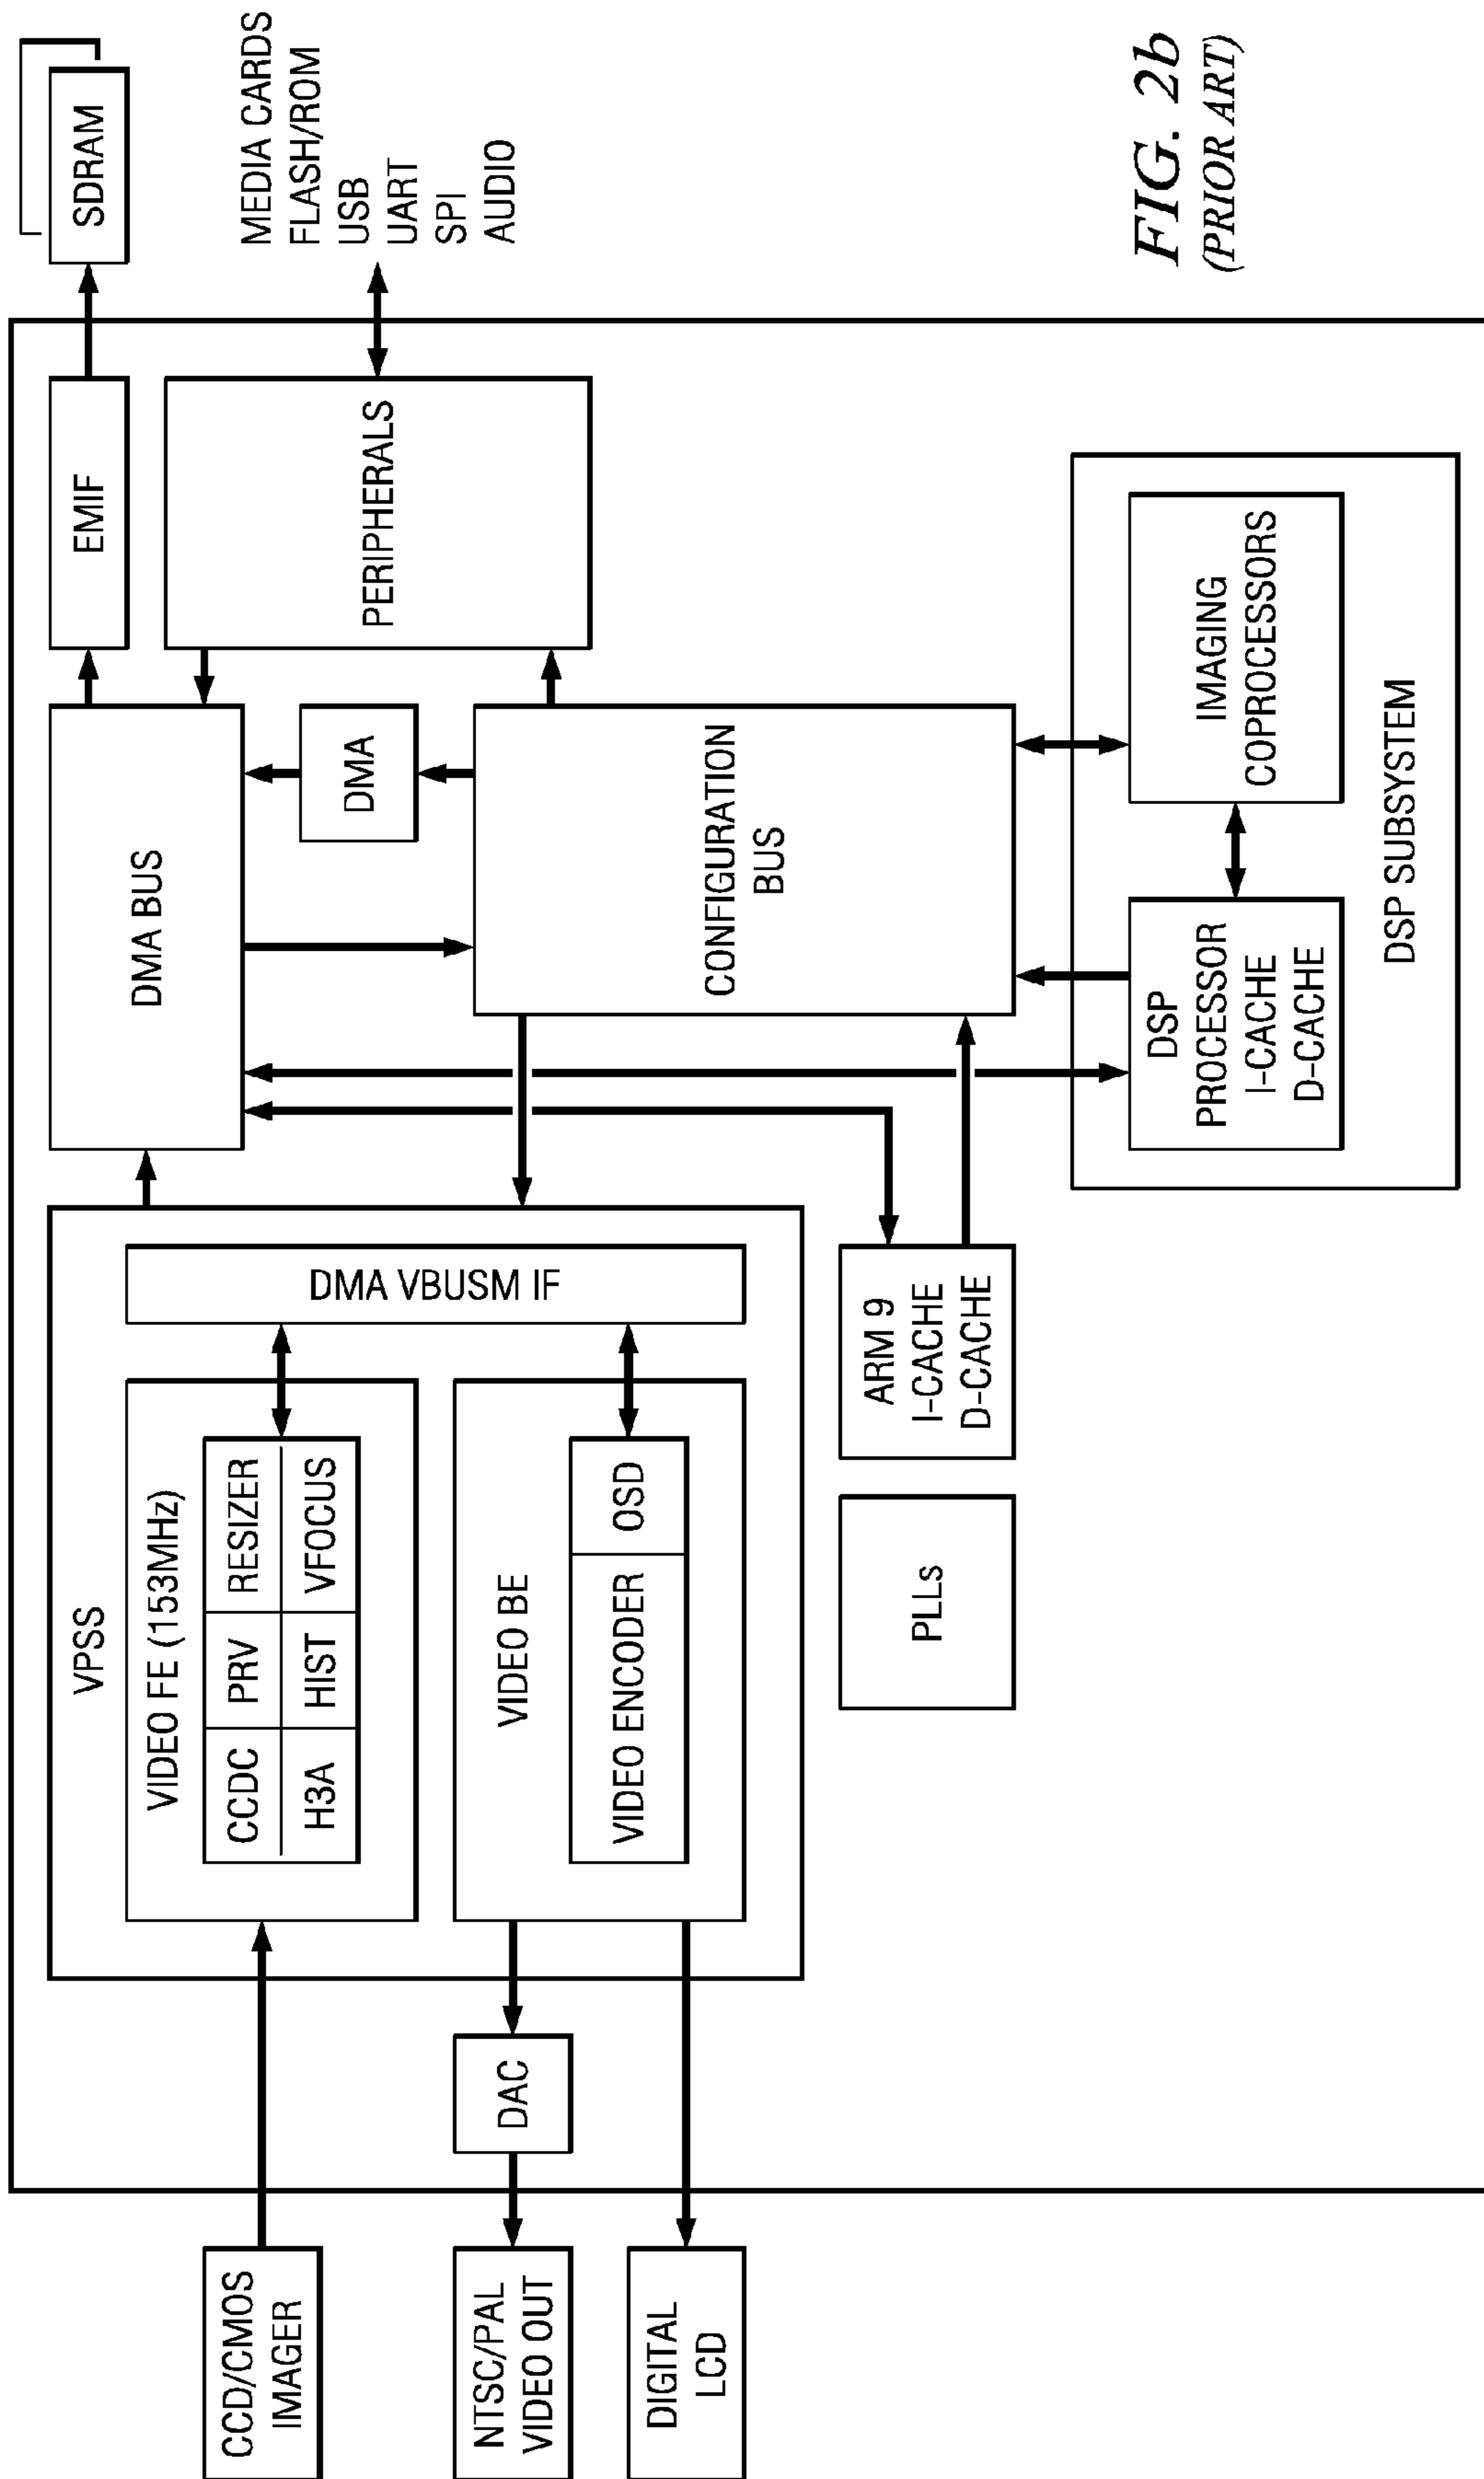 CCD/CMOS
IMAGER
NTSC/PAL
VIDEO OUT
DIGITAL
LCD
DAC
VPSS
VIDEO FE (153MHz)
CCDC
PRV
RESIZER
H3A
HIST
VFOCUS
VIDEO BE
VIDEO ENCODER
OSD
DMA VBUSM IF
PLLs
ARM 9
I-CACHE
D-CACHE
DMA BUS
DMA
CONFIGURATION
BUS
EMIF
PERIPHERALS
SDRAM
MEDIA CARDS
FLASH/ROM
USB
UART
SPI
AUDIO
DSP
PROCESSOR
I-CACHE
D-CACHE
IMAGING
COPROCESSORS
DSP SUBSYSTEM
FIG. 2b
(PRIOR ART)